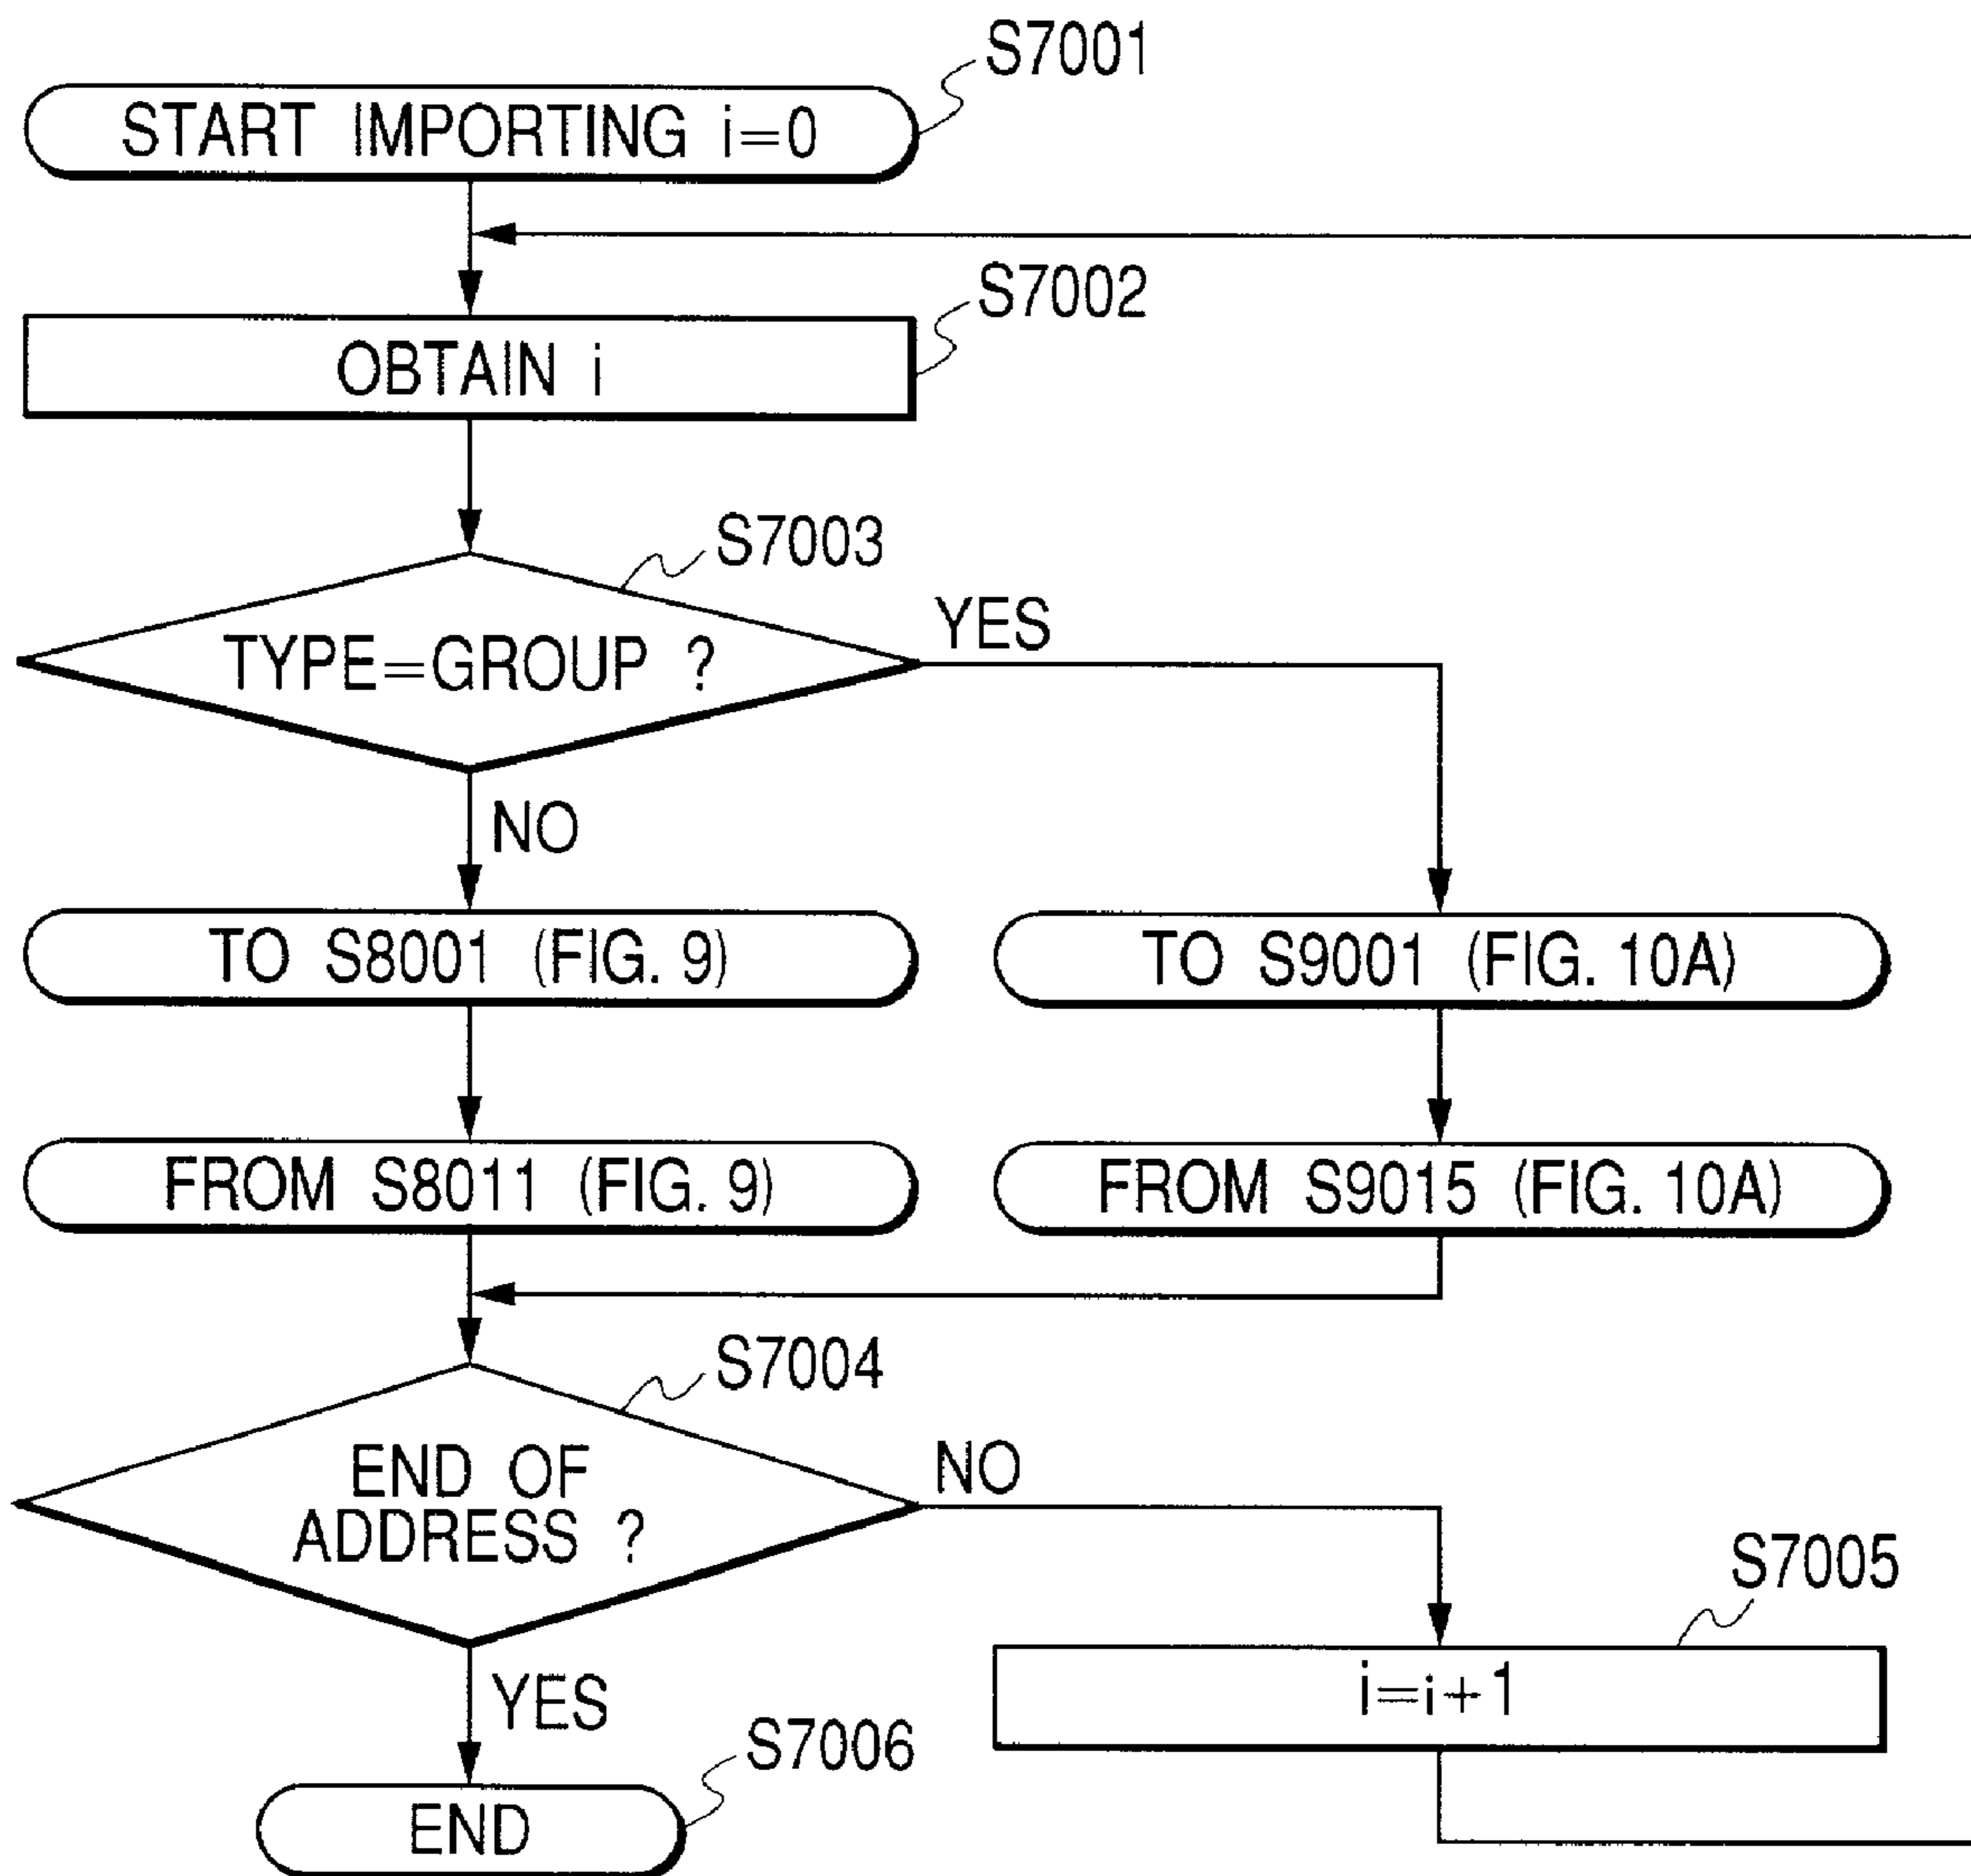 S7001
START IMPORTING i=0
S7002
OBTAIN i
S7003
TYPE=GROUP ?
YES
NO
TO S8001 (FIG. 9)
TO S9001 (FIG. 10A)
FROM S8011 (FIG. 9)
FROM S9015 (FIG. 10A)
S7004
END OF
ADDRESS ?
NO
S7005
i=i+1
YES
S7006
END